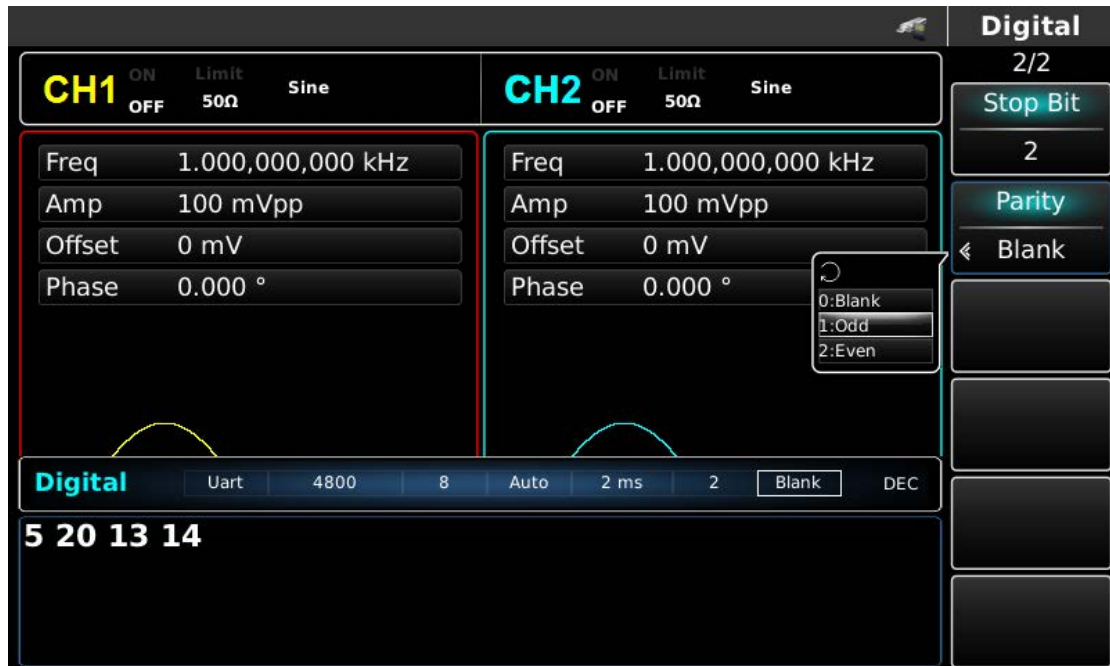 Digital
2/2
CH1 ON OFF Limit 50Ω Sine
CH2 ON OFF Limit 50Ω Sine
Stop Bit
2
Parity
Blank
Freq 1.000,000,000 kHz
Amp 100 mVpp
Offset 0 mV
Phase 0.000 °
Freq 1.000,000,000 kHz
Amp 100 mVpp
Offset 0 mV
Phase 0.000 °
0:Blank
1:Odd
2:Even
Digital Uart 4800 8 Auto 2 ms 2 Blank DEC
5 20 13 14